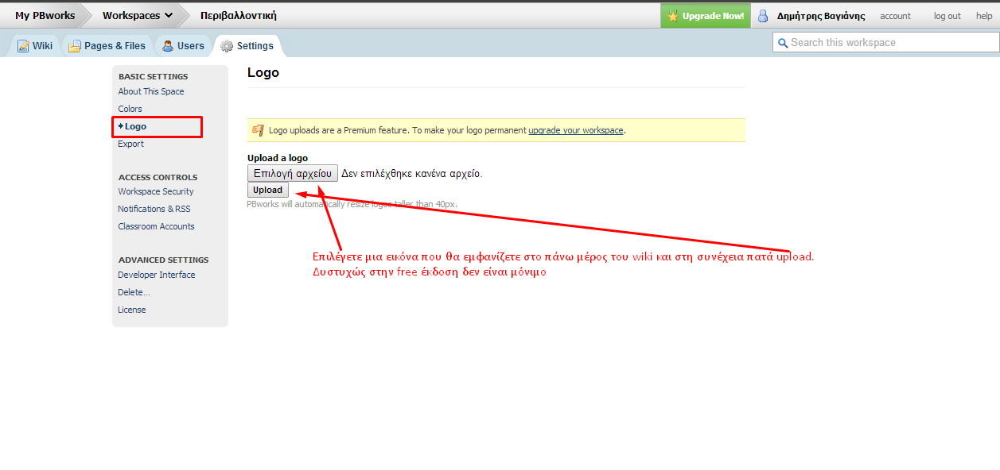 My PBworks Workspaces Περιβαλλοντική Upgrade Now! Δημήτρης Βαγιάνης account log out help
Wiki Pages & Files Users Settings Search this workspace
BASIC SETTINGS
About This Space
Colors
Logo
Export
ACCESS CONTROLS
Workspace Security
Notifications & RSS
Classroom Accounts
ADVANCED SETTINGS
Developer Interface
Delete...
License
Logo
Logo uploads are a Premium feature. To make your logo permanent upgrade your workspace.
Upload a logo
Επιλογή αρχείου Δεν επιλέχθηκε κανένα αρχείο.
Upload
PBworks will automatically resize logos taller than 40px.
Επιλέγετε μια εικόνα που θα εμφανίζετε στο πάνω μέρος του wiki και στη συνέχεια πατά upload.
Δυστυχώς στην free έκδοση δεν είναι μόνιμο